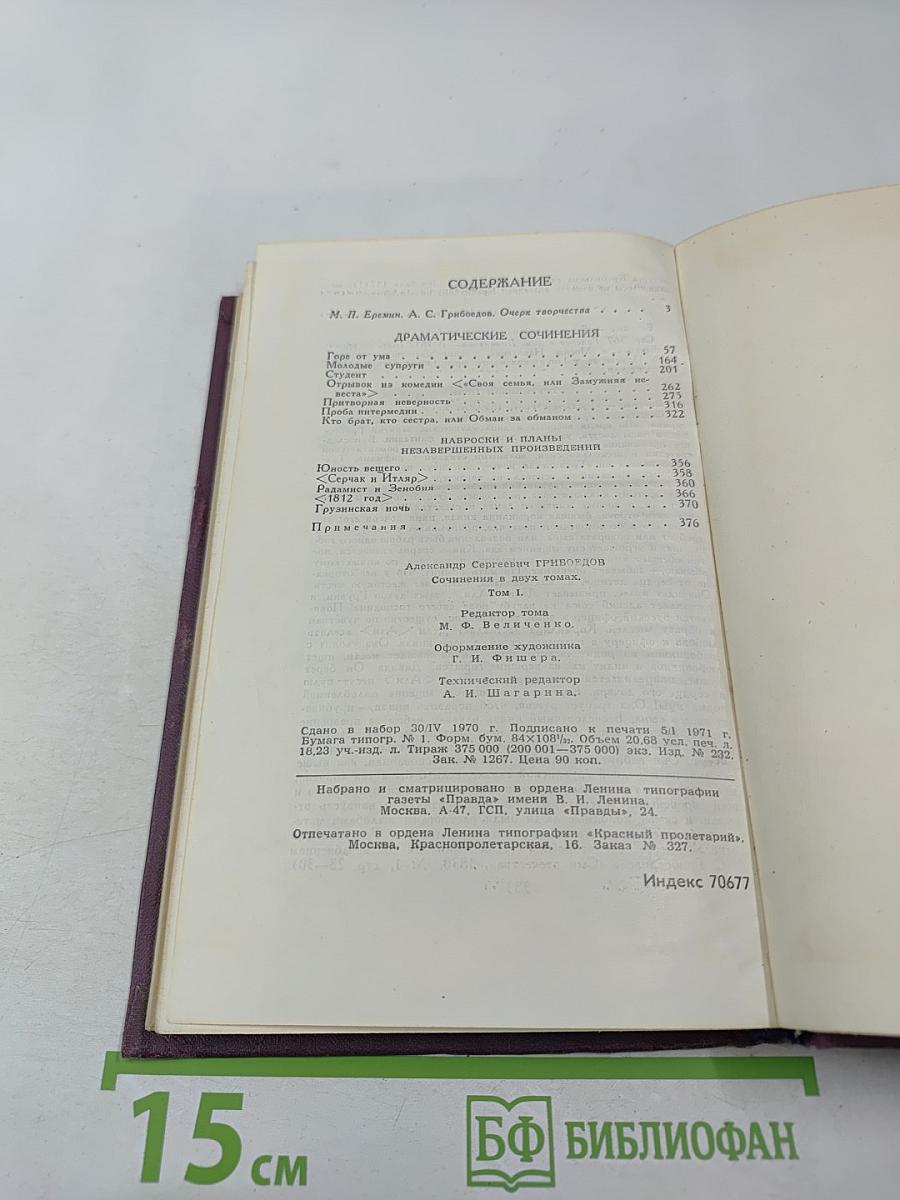 СОДЕРЖАНИЕ
М. П. Еремин. А. С. Грибоедов. Очерк творчества . . . . 3
ДРАМАТИЧЕСКИЕ СОЧИНЕНИЯ
Горе от ума . . . . . . . . . . . . . . . . . . 57
Молодые супруги . . . . . . . . . . . . . . . . 164
Студент . . . . . . . . . . . . . . . . . . . . 201
Отрывок из комедии <«Своя семья, или Замужняя не-
веста»> . . . . . . . . . . . . . . . . . . . 262
Притворная неверность . . . . . . . . . . . . . 275
Проба интермедии . . . . . . . . . . . . . . . . 316
Кто брат, кто сестра, или Обман за обманом . . . . . . 322
НАБРОСКИ И ПЛАНЫ
НЕЗАВЕРШЕННЫХ ПРОИЗВЕДЕНИЙ
Юность вещего . . . . . . . . . . . . . . . . . 356
<Серчак и Итляр> . . . . . . . . . . . . . . . . 358
Радамист и Зенобия . . . . . . . . . . . . . . . 360
<1812 год> . . . . . . . . . . . . . . . . . . . 366
Грузинская ночь . . . . . . . . . . . . . . . . 370
Примечания . . . . . . . . . . . . . . . . . . . 376
Александр Сергеевич ГРИБОЕДОВ
Сочинения в двух томах.
Том I.
Редактор тома
М. Ф. Величенко.
Оформление художника
Г. И. Фишера.
Технический редактор
А. И. Шагарина.
Сдано в набор 30/IV 1970 г. Подписано к печати 5/I 1971 г.
Бумага типогр. № 1. Форм. бум. 84×108¹/₃₂. Объем 20,68 усл. печ. л.
18,23 уч.-изд. л. Тираж 375 000 (200 001—375 000) экз. Изд. № 232.
Зак. № 1267. Цена 90 коп.
Набрано и сматрицировано в ордена Ленина типографии
газеты «Правда» имени В. И. Ленина.
Москва, А-47, ГСП, улица «Правды», 24.
Отпечатано в ордена Ленина типографии «Красный пролетарий».
Москва, Краснопролетарская, 16. Заказ № 327.
Индекс 70677
15 см
БФ БИБЛИОФАН